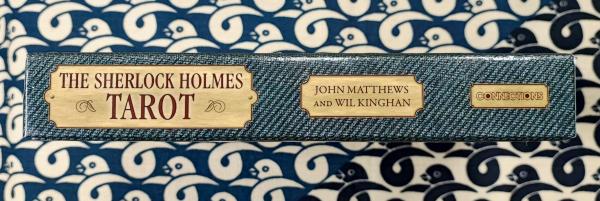 THE SHERLOCK HOLMES
TAROT
JOHN MATTHEWS
AND WIL KINGHAN
CONNECTIONS